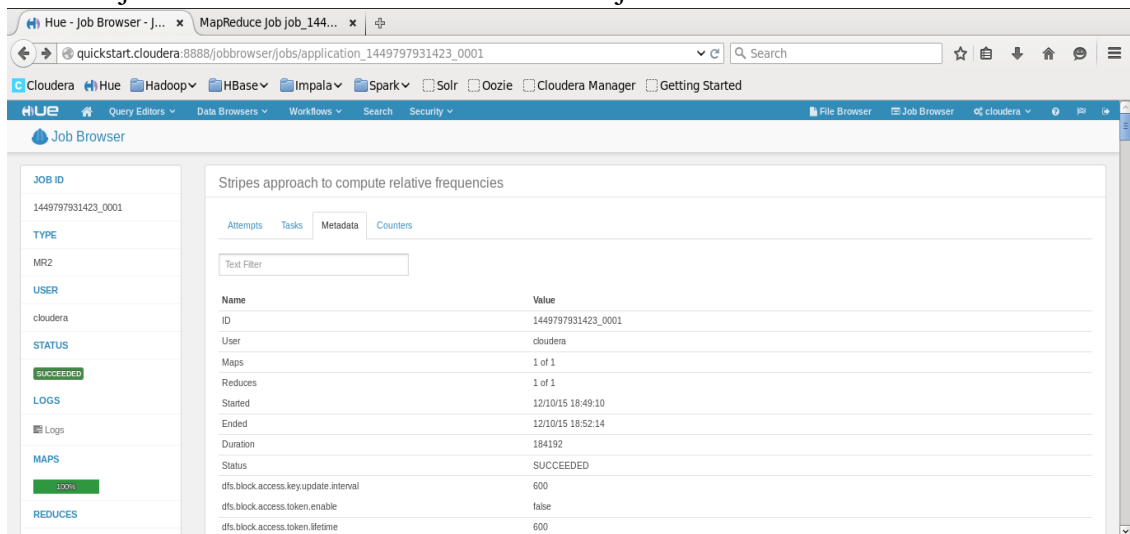 Hue - Job Browser - J... × MapReduce Job job_144... ×
quickstart.cloudera:8888/jobbrowser/jobs/application_1449797931423_0001 Search
Cloudera Hue Hadoop HBase Impala Spark Solr Oozie Cloudera Manager Getting Started
HUE Query Editors Data Browsers Workflows Search Security File Browser Job Browser cloudera
Job Browser
JOB ID
1449797931423_0001
TYPE
MR2
USER
cloudera
STATUS
SUCCEEDED
LOGS
Logs
MAPS
100%
REDUCES
Stripes approach to compute relative frequencies
Attempts Tasks Metadata Counters
Text Filter
Name Value
ID 1449797931423_0001
User cloudera
Maps 1 of 1
Reduces 1 of 1
Started 12/10/15 18:49:10
Ended 12/10/15 18:52:14
Duration 184192
Status SUCCEEDED
dfs.block.access.key.update.interval 600
dfs.block.access.token.enable false
dfs.block.access.token.lifetime 600